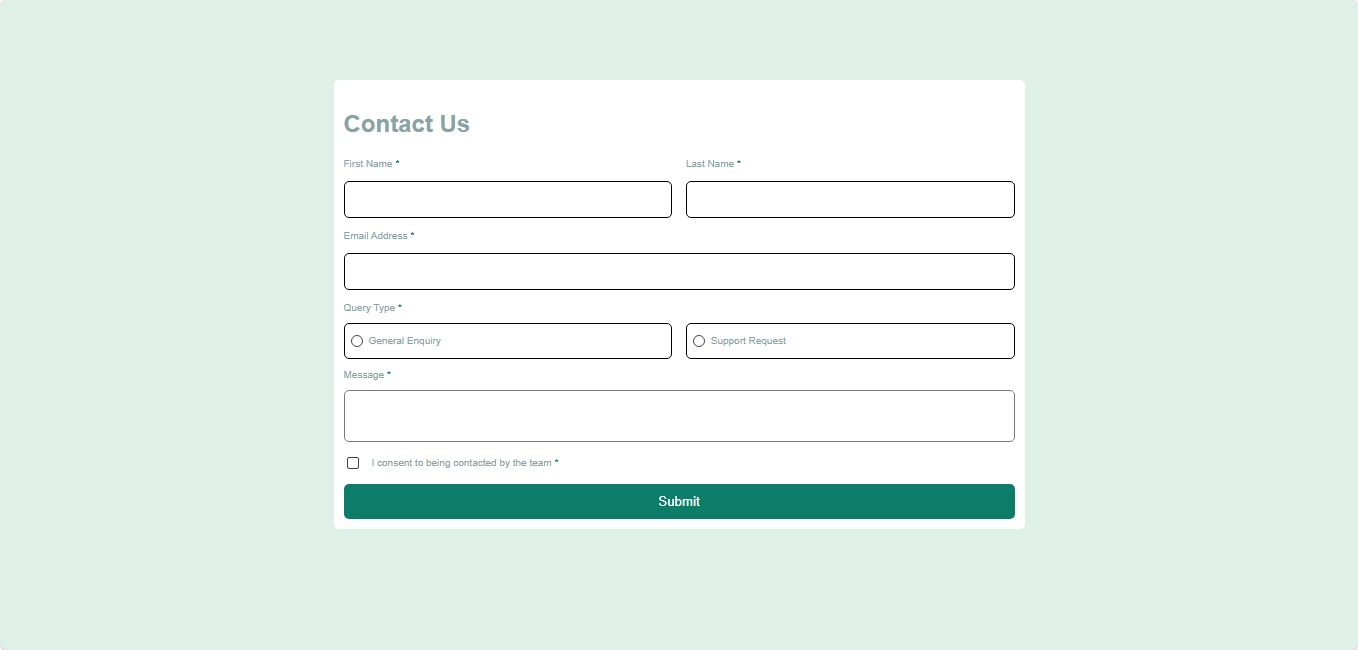 Contact Us
First Name *
Last Name *
Email Address *
Query Type *
General Enquiry
Support Request
Message *
I consent to being contacted by the team *
Submit